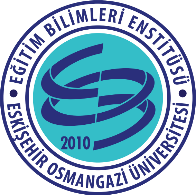 EĞİTİM BİLİMLERİ ENSTİTÜSÜ
2010
ESKİŞEHİR OSMANGAZİ ÜNİVERSİTESİ